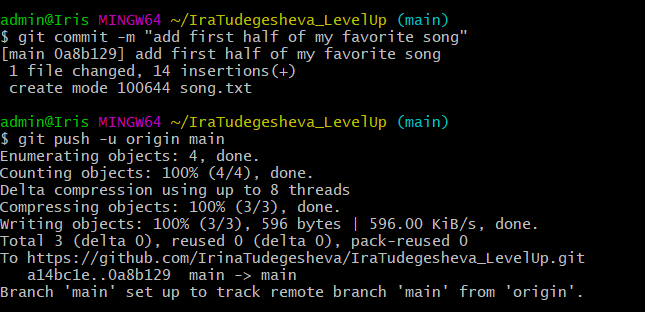 admin@Iris MINGW64 ~/IraTudegesheva_LevelUp (main)
$ git commit -m "add first half of my favorite song"
[main 0a8b129] add first half of my favorite song
 1 file changed, 14 insertions(+)
 create mode 100644 song.txt
admin@Iris MINGW64 ~/IraTudegesheva_LevelUp (main)
$ git push -u origin main
Enumerating objects: 4, done.
Counting objects: 100% (4/4), done.
Delta compression using up to 8 threads
Compressing objects: 100% (3/3), done.
Writing objects: 100% (3/3), 596 bytes | 596.00 KiB/s, done.
Total 3 (delta 0), reused 0 (delta 0), pack-reused 0
To https://github.com/IrinaTudegesheva/IraTudegesheva_LevelUp.git
   a14bc1e..0a8b129  main -> main
Branch 'main' set up to track remote branch 'main' from 'origin'.